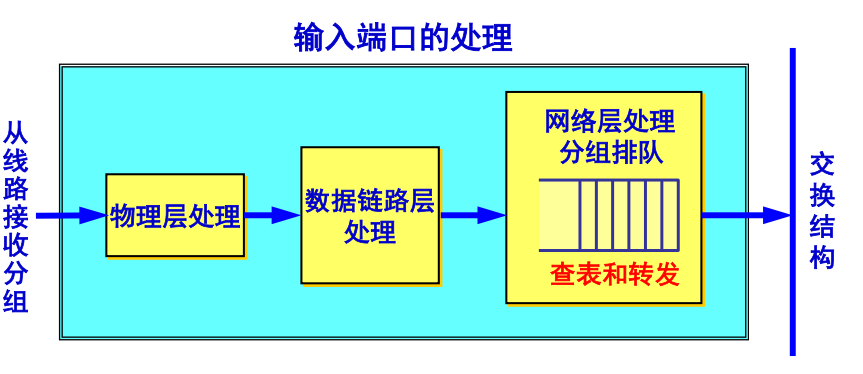 输入端口的处理
从线路接收分组
物理层处理
数据链路层
处理
网络层处理
分组排队
查表和转发
交换结构